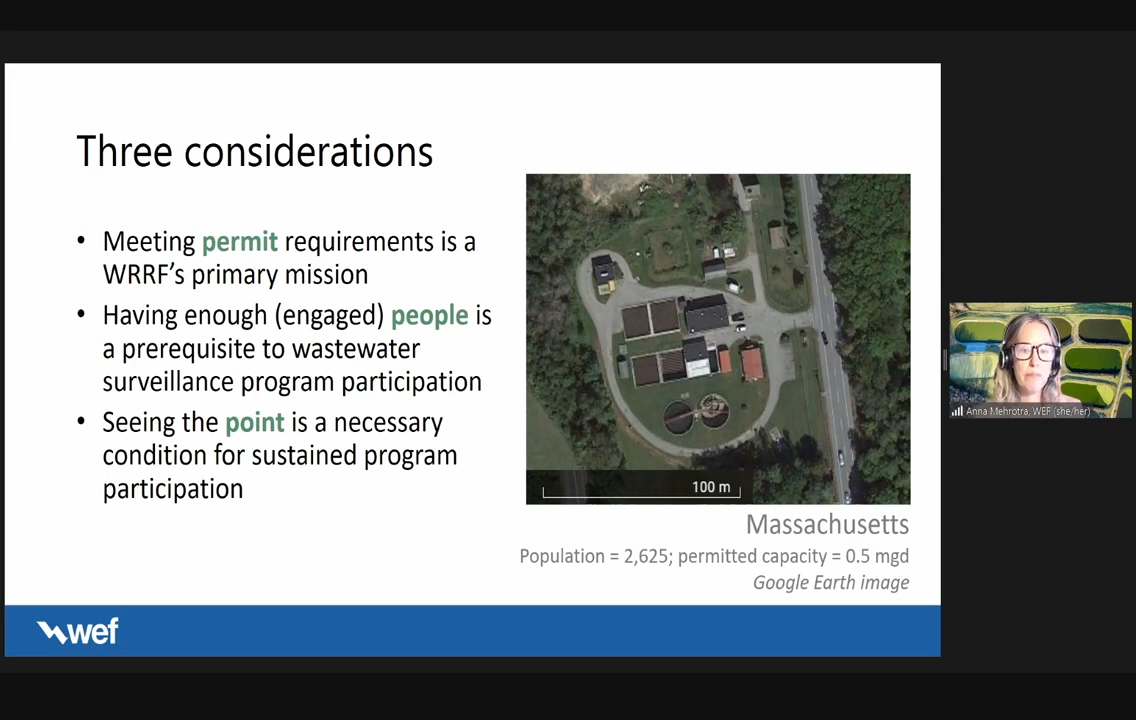 Three considerations
• Meeting permit requirements is a
WRRF's primary mission
• Having enough (engaged) people is
a prerequisite to wastewater
surveillance program participation
• Seeing the point is a necessary
condition for sustained program
participation
100 m
Massachusetts
Population = 2,625; permitted capacity = 0.5 mgd
Google Earth image
wef
Anna Mehrotra, WEF (she/her)